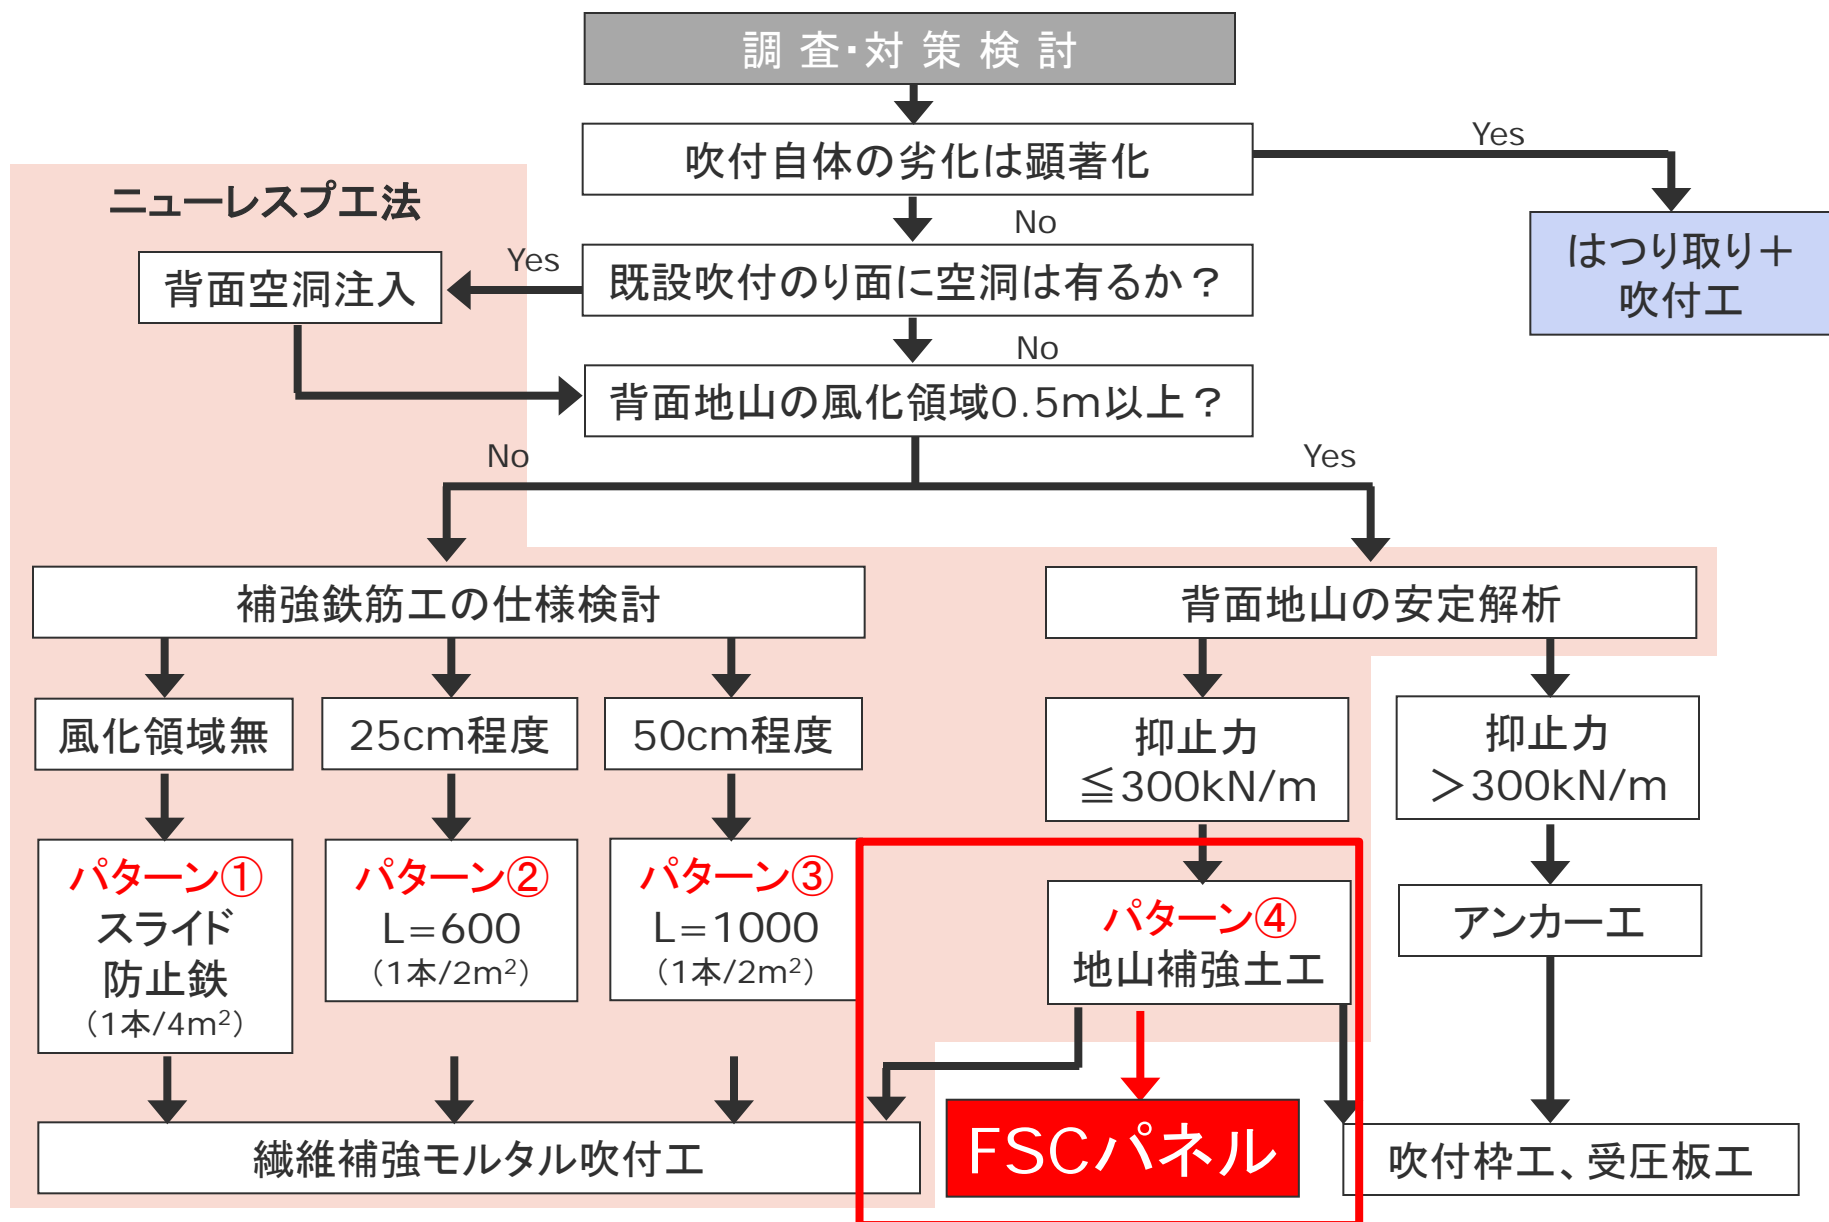 調査・対策検討
吹付自体の劣化は顕著化
Yes
No
ニューレスプ工法
はつり取り＋
吹付工
背面空洞注入
Yes
既設吹付のり面に空洞は有るか？
No
背面地山の風化領域0.5m以上？
No
Yes
補強鉄筋工の仕様検討
背面地山の安定解析
風化領域無
25cm程度
50cm程度
抑止力
≦300kN/m
抑止力
＞300kN/m
パターン①
スライド
防止鉄
（1本/4m²）
パターン②
L=600
（1本/2m²）
パターン③
L=1000
（1本/2m²）
パターン④
地山補強土工
アンカー工
繊維補強モルタル吹付工
FSCパネル
吹付枠工、受圧板工